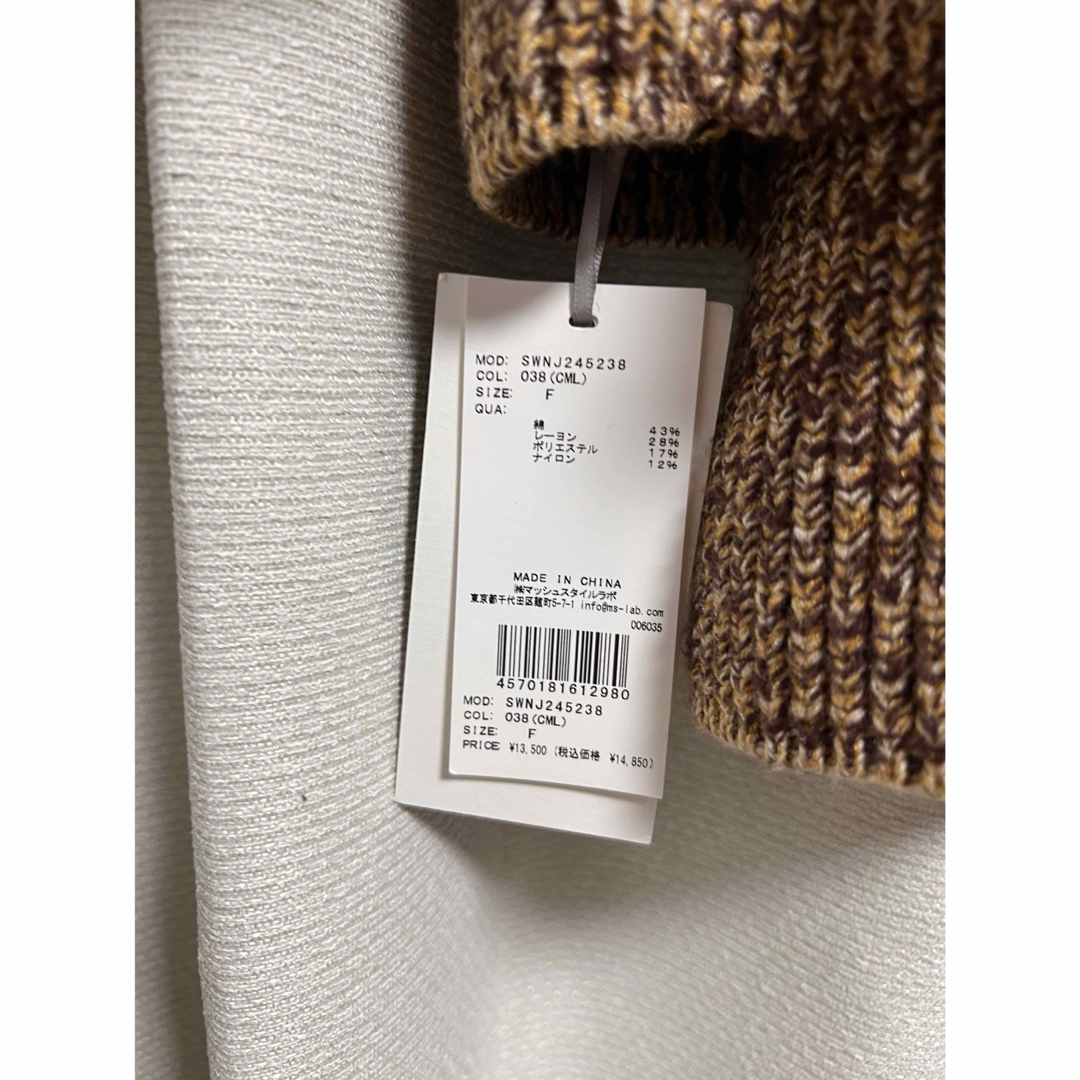 MOD: SWNJ245238
COL: 038(CML)
SIZE: F
QUA:
綿 43%
レーヨン 28%
ポリエステル 17%
ナイロン 12%
MADE IN CHINA
㈱マッシュスタイルラボ
東京都千代田区麹町5-7-1 info@ms-lab.com
006035
4570181612980
MOD: SWNJ245238
COL: 038(CML)
SIZE: F
PRICE ¥13,500 (税込価格 ¥14,850)